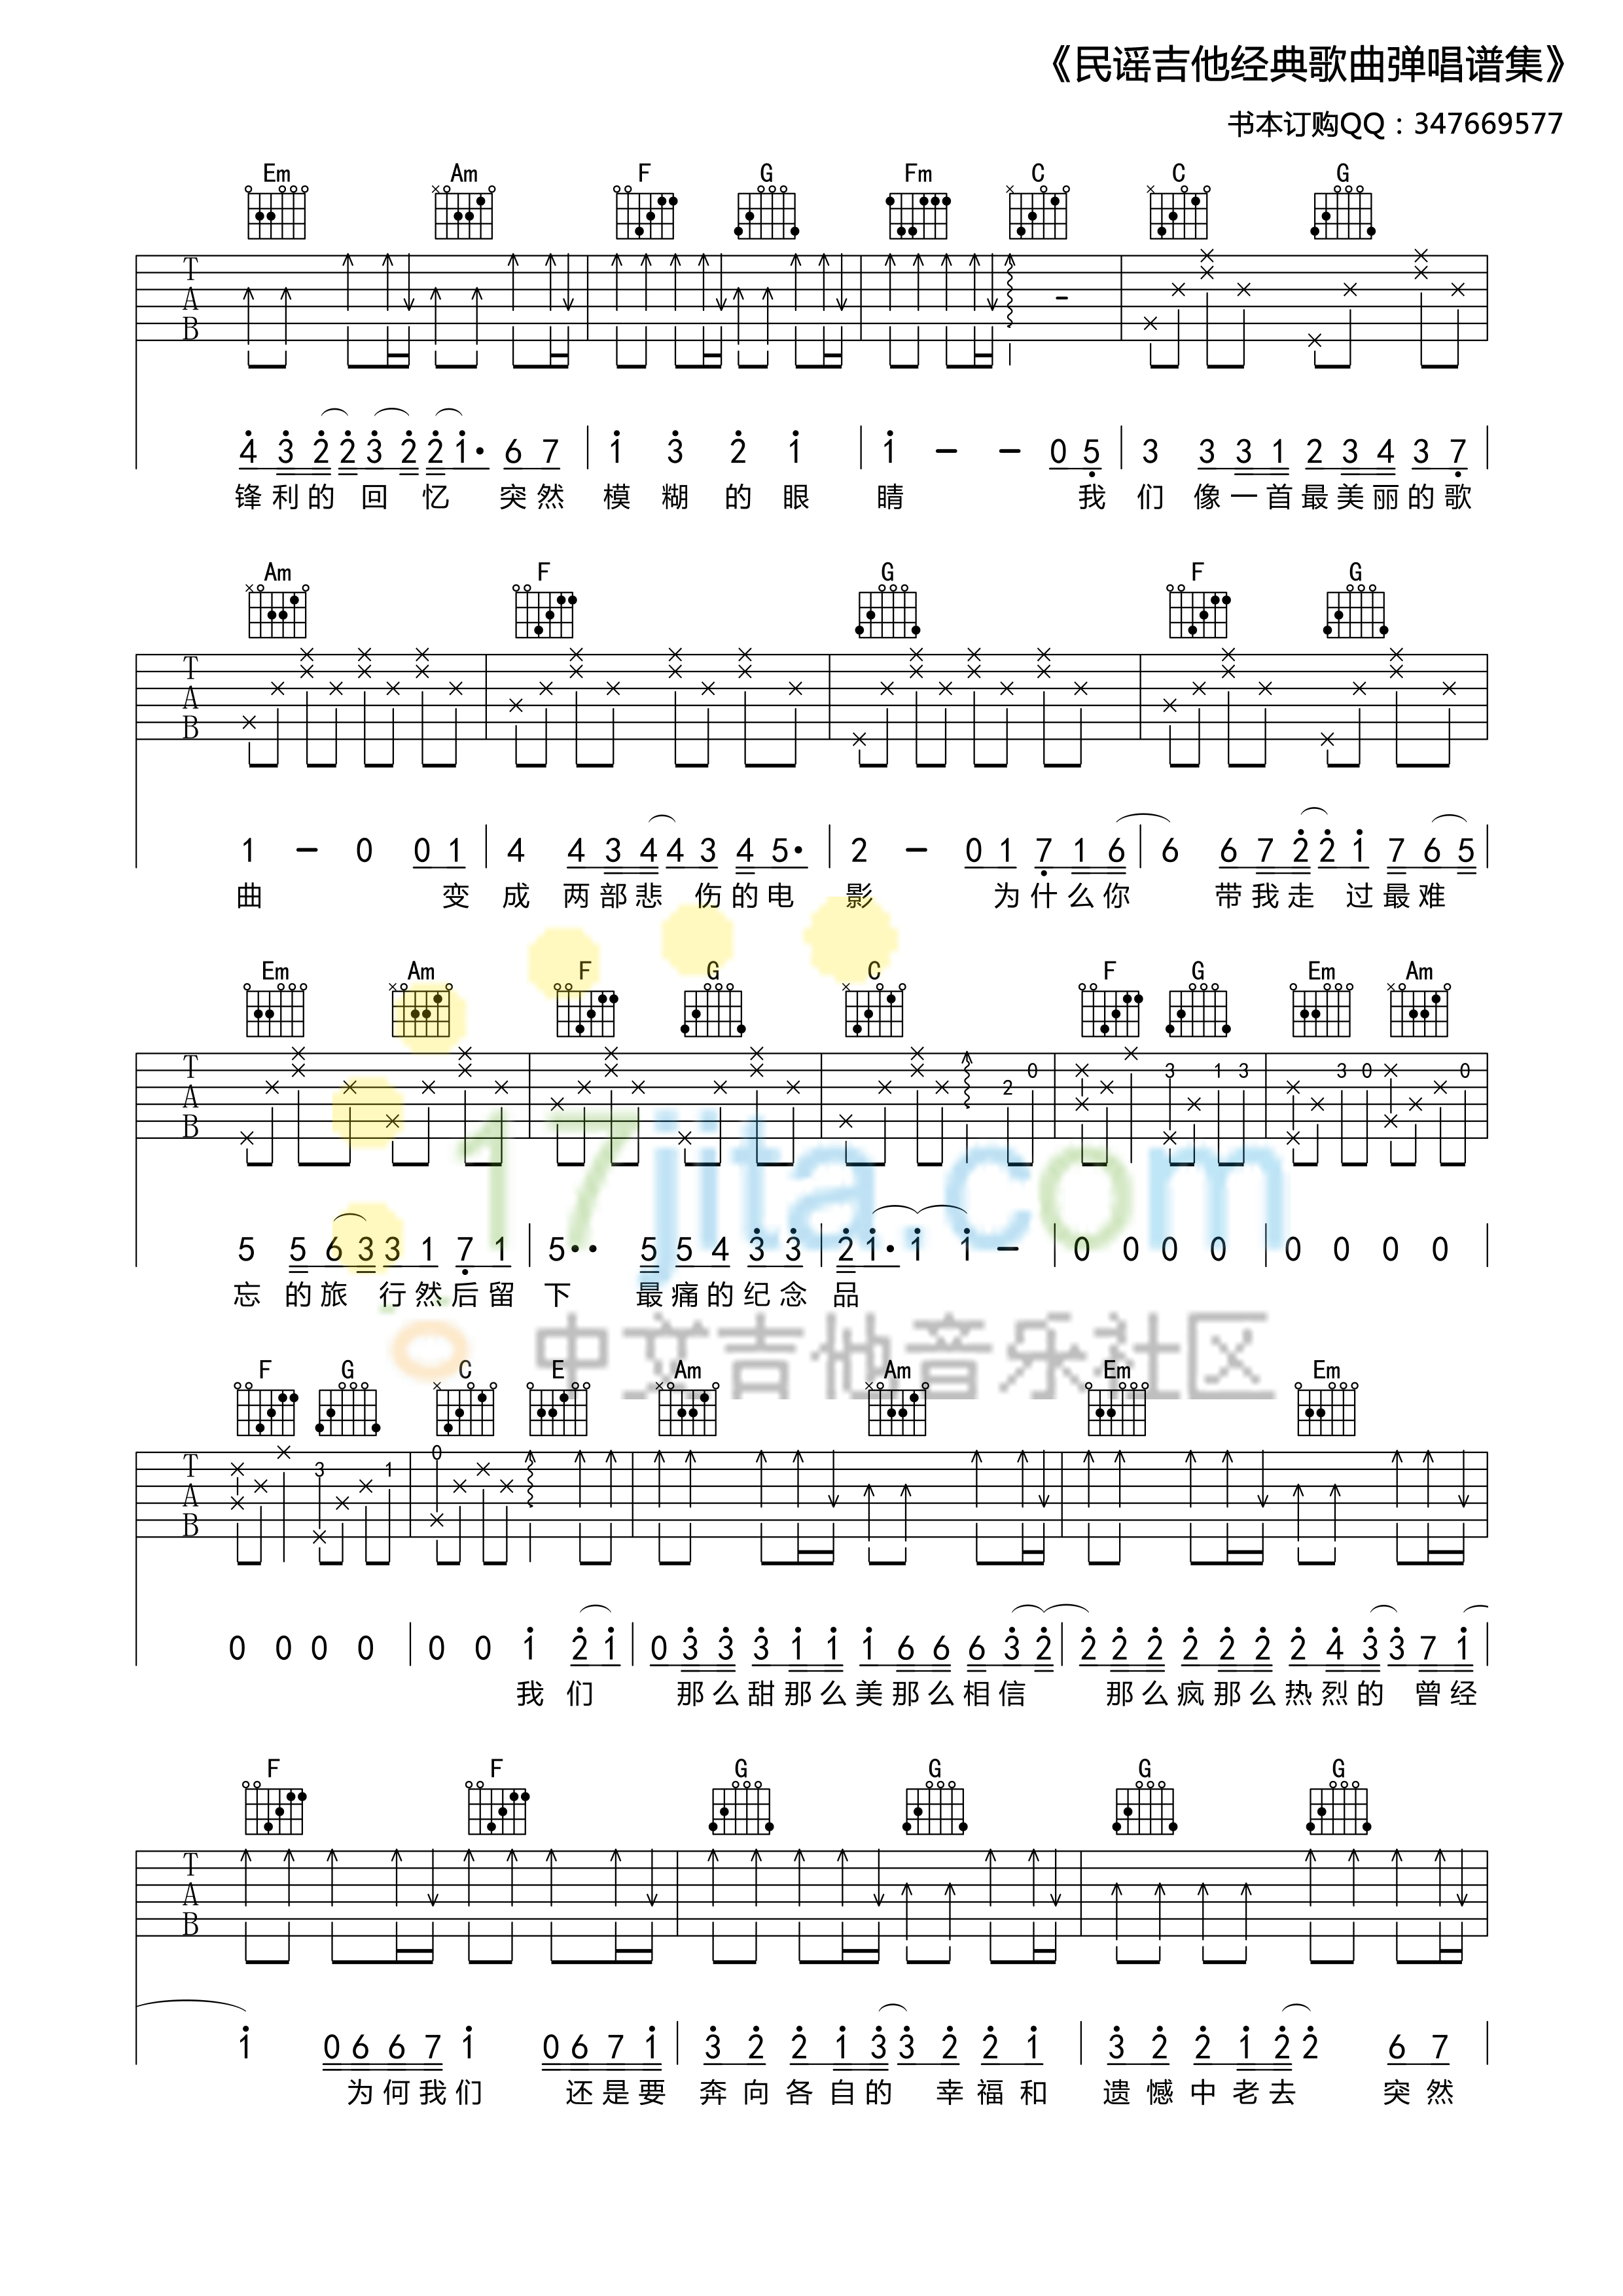 《民谣吉他经典歌曲弹唱谱集》
书本订购QQ：347669577
Em Am F G Fm C C G
T
A
B
4 3 2 2 3 2 2 1· 6 7 1 3 2 1 1 – – 0 5 3 3 3 1 2 3 4 3 7
锋利的 回 忆 突然 模 糊 的 眼 睛 我 们 像一首最美丽的歌
Am F G F G
T
A
B
1 – 0 0 1 4 4 3 4 4 3 4 5· 2 – 0 1 7 1 6 6 6 7 2 2 1 7 6 5
曲 变 成 两部悲 伤的电 影 为什么你 带我走 过最难
Em Am F G C F G Em Am
T
A
B
2 0 3 1 3 3 0 0
5 5 6 3 3 1 7 1 5·· 5 5 4 3 3 2 1· 1 1 – 0 0 0 0 0 0 0 0
忘 的旅 行然后留 下 最痛的纪念 品
17jita.com
中文吉他音乐社区
F G C E Am Am Em Em
T
A
B
3 1 0
0 0 0 0 0 0 1 2 1 0 3 3 3 1 1 1 6 6 6 3 2 2 2 2 2 2 2 2 4 3 3 7 1
我 们 那么甜那么美那么相信 那么疯那么热烈的 曾经
F F G G G G
T
A
B
1 0 6 6 7 1 0 6 7 1 3 2 2 1 3 3 2 2 1 3 2 2 1 2 2 6 7
为何我们 还是要 奔向各自的 幸福和 遗憾中老去 突然